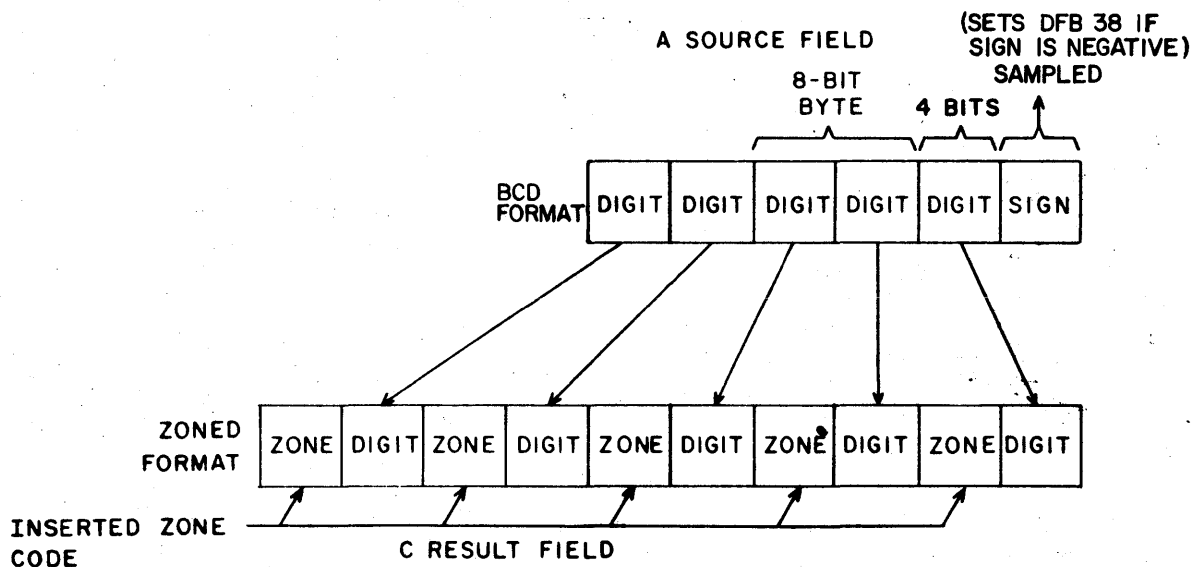 (SETS DFB 38 IF
SIGN IS NEGATIVE)
SAMPLED
A SOURCE FIELD
8-BIT
BYTE
4 BITS
BCD
FORMAT
DIGIT DIGIT DIGIT DIGIT DIGIT SIGN
ZONED
FORMAT
ZONE DIGIT ZONE DIGIT ZONE DIGIT ZONE DIGIT ZONE DIGIT
INSERTED ZONE
CODE
C RESULT FIELD